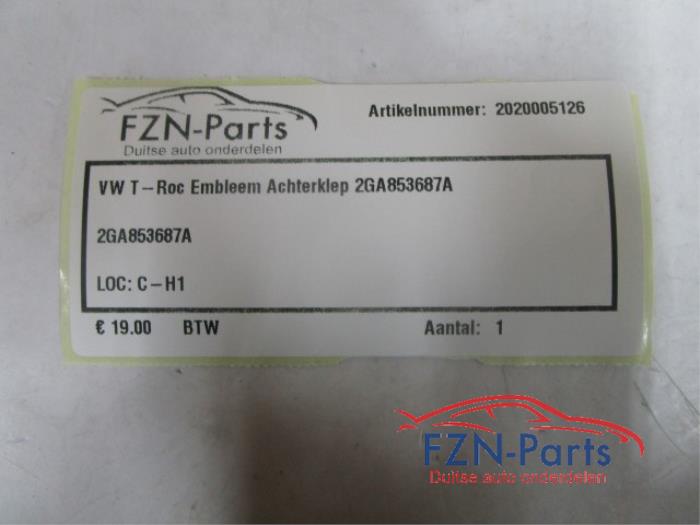 FZN-Parts
Duitse auto onderdelen
Artikelnummer: 2020005126
VW T-Roc Embleem Achterklep 2GA853687A
2GA853687A
LOC: C-H1
€ 19.00 BTW Aantal: 1
FZN-Parts
Duitse auto onderdelen